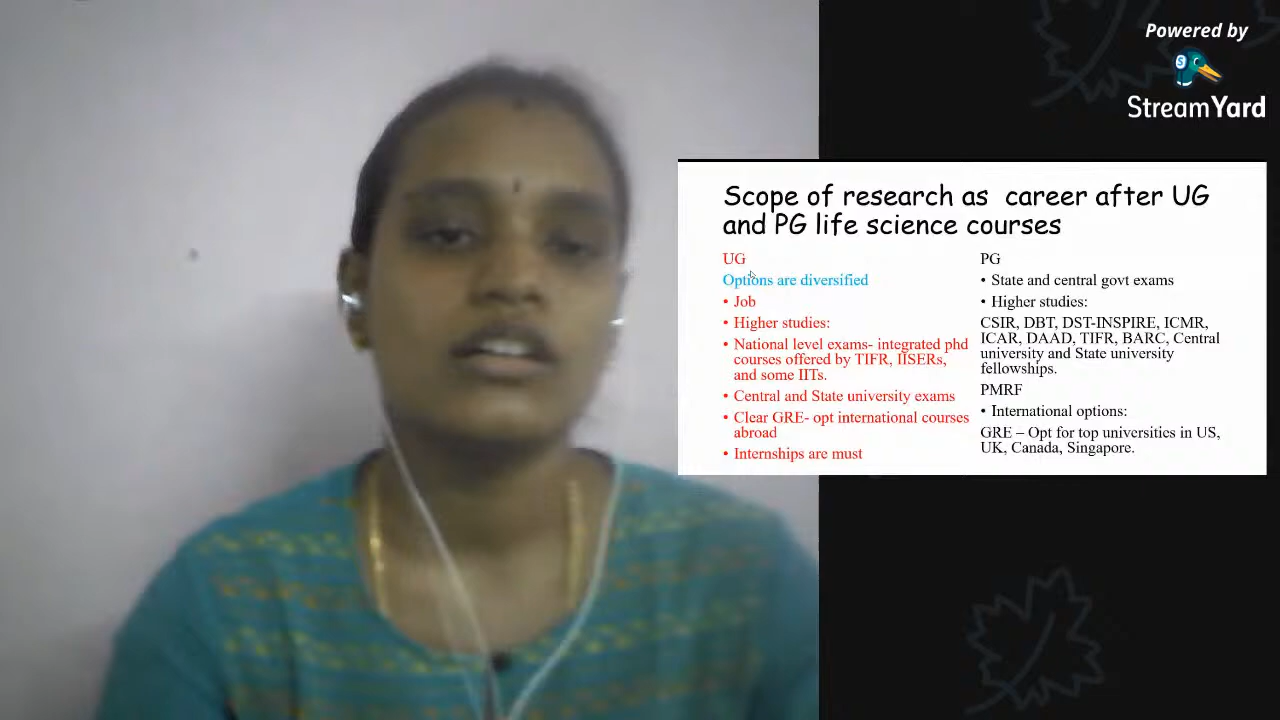 Powered by
StreamYard
Scope of research as career after UG
and PG life science courses
UG
Options are diversified
• Job
• Higher studies:
• National level exams- integrated phd
courses offered by TIFR, IISERs,
and some IITs.
• Central and State university exams
• Clear GRE- opt international courses
abroad
• Internships are must
PG
• State and central govt exams
• Higher studies:
CSIR, DBT, DST-INSPIRE, ICMR,
ICAR, DAAD, TIFR, BARC, Central
university and State university
fellowships.
PMRF
• International options:
GRE – Opt for top universities in US,
UK, Canada, Singapore.